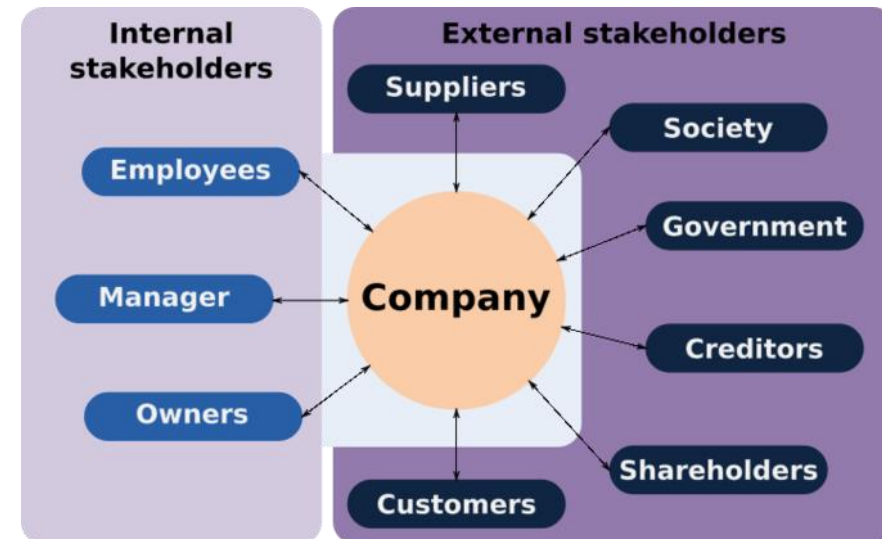 Internal
stakeholders
Employees
Manager
Owners
Company
External stakeholders
Suppliers
Society
Government
Creditors
Shareholders
Customers